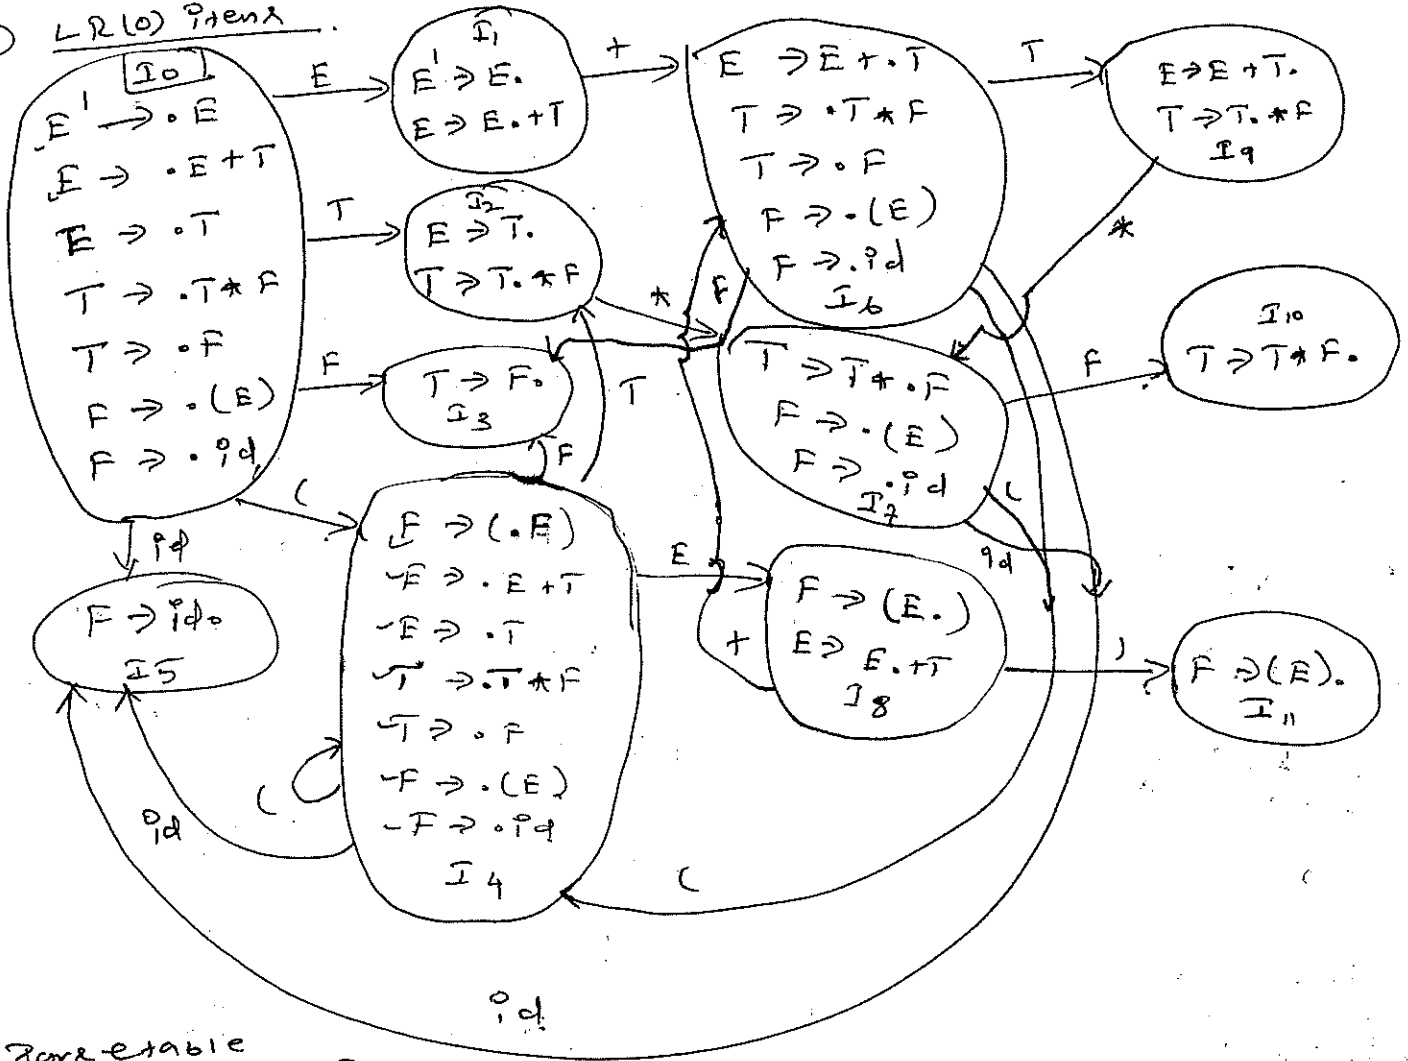 LR(0) items.
I0
E' → .E
E → .E+T
E → .T
T → .T*F
T → .F
F → .(E)
F → .id
E
I1
E' → E.
E → E.+T
+
E → E+.T
T → .T*F
T → .F
F → .(E)
F → .id
I6
T
E → E+T.
T → T.*F
I9
T
I2
E → T.
T → T.*F
*
F
*
F
T → F.
I3
T
F
T → T*.F
F → .(E)
F → .id
I7
F
I10
T → T*F.
(
id
(
id
F → id.
I5
F → (.E)
E → .E+T
E → .T
T → .T*F
T → .F
F → .(E)
F → .id
I4
E
+
F → (E.)
E →
E.+T
I8
)
F → (E).
I11
(
id
(
id
Parse table